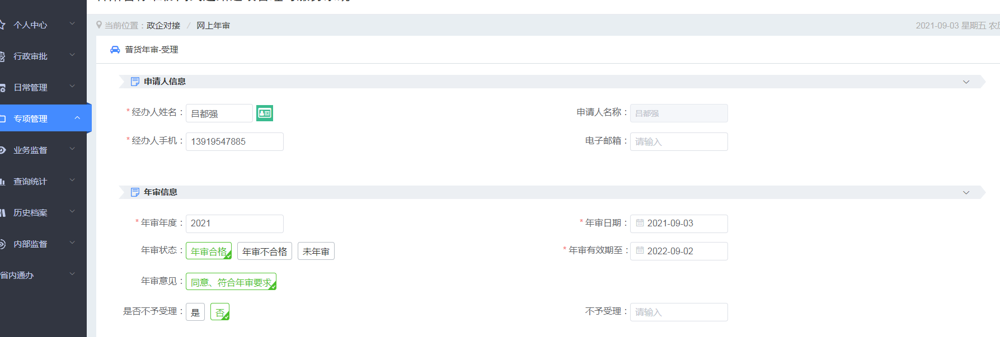 个人中心
行政审批
日常管理
专项管理
业务监督
查询统计
历史档案
内部监督
省内通办
当前位置：政企对接 / 网上年审
2021-09-03 星期五 农历
普货年审-受理
申请人信息
*经办人姓名： 吕都强
申请人名称： 吕都强
*经办人手机： 13919547885
电子邮箱： 请输入
年审信息
*年审年度： 2021
*年审日期： 2021-09-03
年审状态： 年审合格 年审不合格 未年审
*年审有效期至： 2022-09-02
年审意见： 同意、符合年审要求
是否不予受理： 是 否
不予受理： 请输入